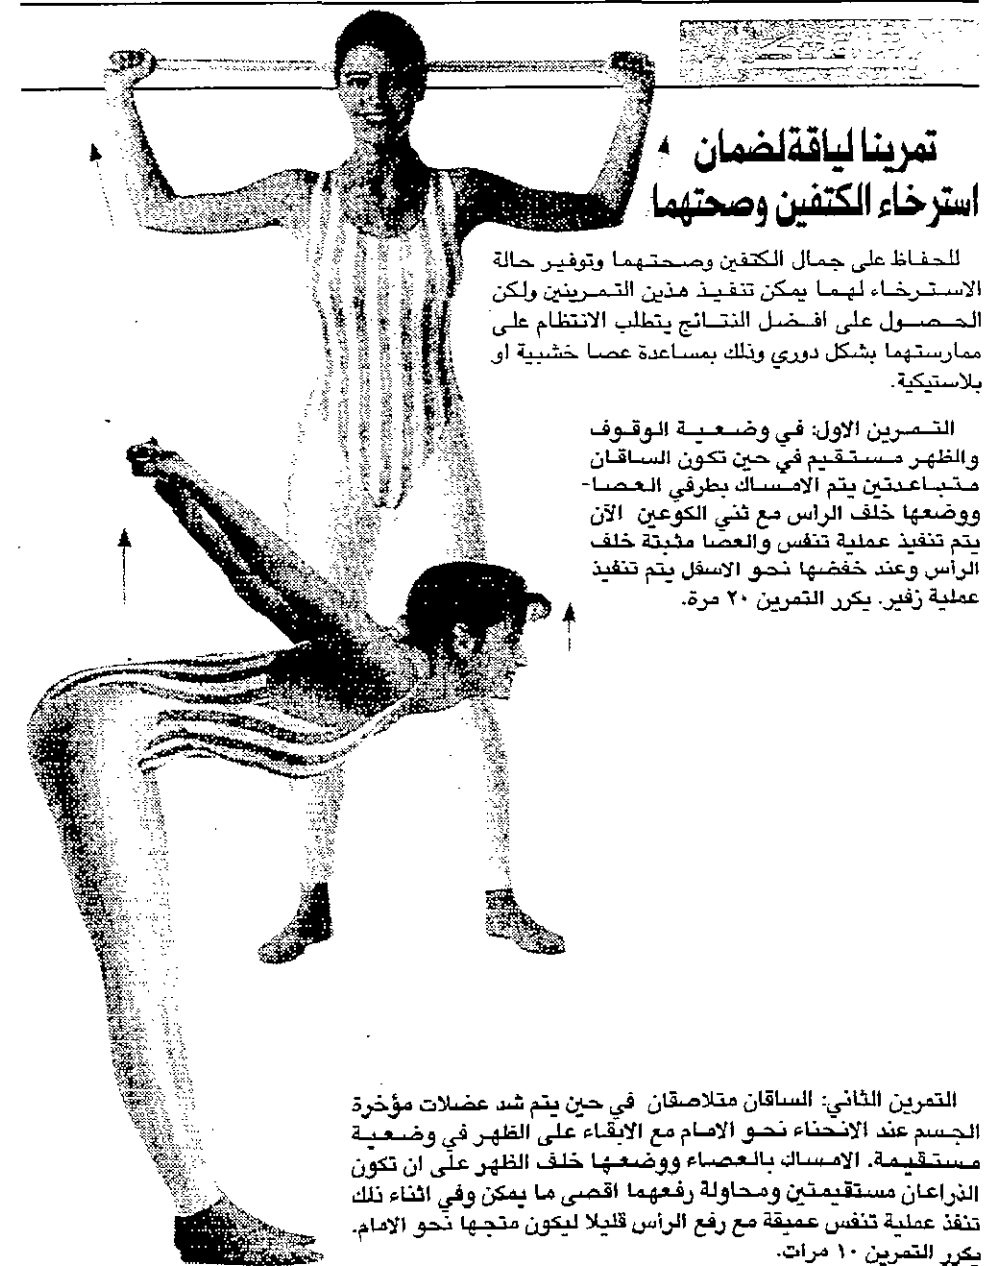 تمرينا لياقة لضمان
استرخاء الكتفين وصحتهما
للحفاظ على جمال الكتفين وصحتهما وتوفير حالة
الاسترخاء لهما يمكن تنفيذ هذين التمرينين ولكن
الحصول على افضل النتائج يتطلب الانتظام على
ممارستهما بشكل دوري وذلك بمساعدة عصا خشبية او
بلاستيكية.
التمرين الاول: في وضعية الوقوف
والظهر مستقيم في حين تكون الساقان
متباعدتين يتم الامساك بطرفي العصا-
ووضعها خلف الرأس مع ثني الكوعين الآن
يتم تنفيذ عملية تنفس والعصا مثبتة خلف
الرأس وعند خفضها نحو الاسفل يتم تنفيذ
عملية زفير. يكرر التمرين ٢٠ مرة.
التمرين الثاني: الساقان متلاصقان في حين يتم شد عضلات مؤخرة
الجسم عند الانحناء نحو الامام مع الابقاء على الظهر في وضعية
مستقيمة. الامساك بالعصاء ووضعها خلف الظهر على ان تكون
الذراعان مستقيمتين ومحاولة رفعهما اقصى ما يمكن وفي اثناء ذلك
تنفذ عملية تنفس عميقة مع رفع الرأس قليلا ليكون متجها نحو الامام.
يكرر التمرين ١٠ مرات.